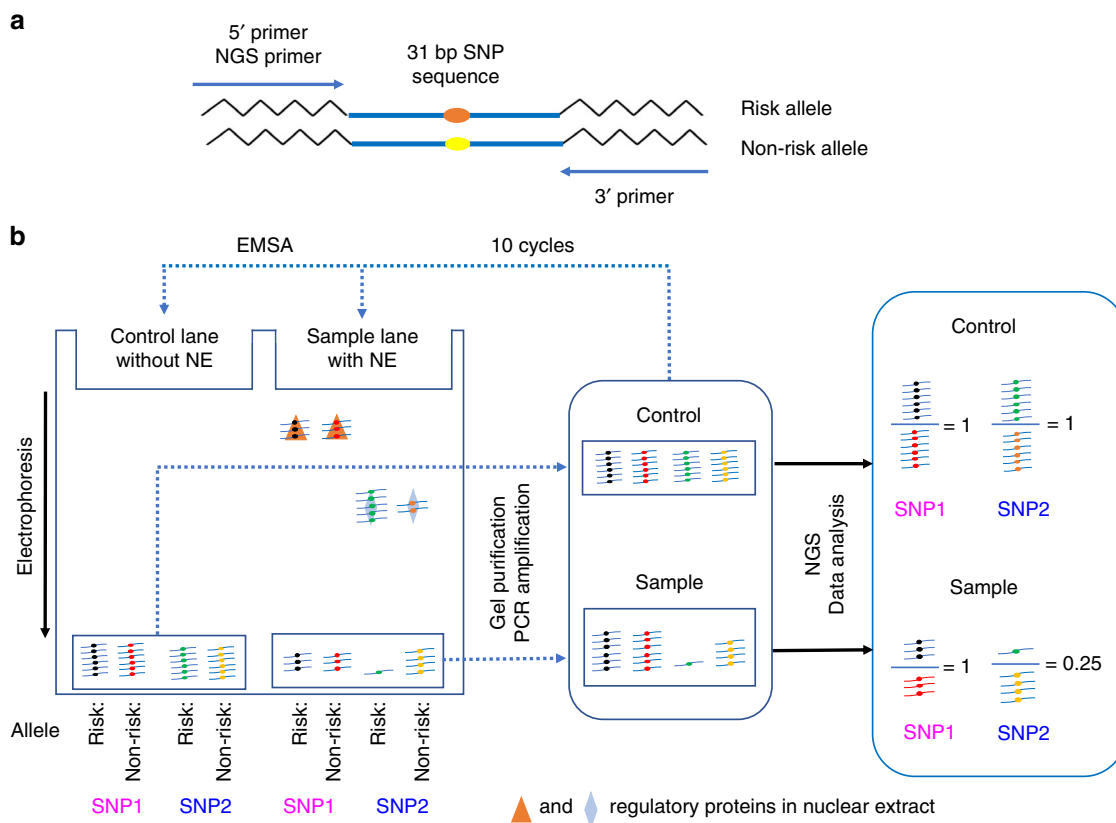 a
5′ primer
NGS primer
31 bp SNP
sequence
Risk allele
Non-risk allele
3′ primer
b
EMSA
10 cycles
Control lane
without NE
Sample lane
with NE
Electrophoresis
Gel purification
PCR amplification
Control
Sample
NGS
Data analysis
Control
= 1
= 1
SNP1
SNP2
Sample
= 1
= 0.25
SNP1
SNP2
Allele
Risk:
Non-risk:
Risk:
Non-risk:
Risk:
Non-risk:
Risk:
Non-risk:
SNP1
SNP2
SNP1
SNP2
and
regulatory proteins in nuclear extract